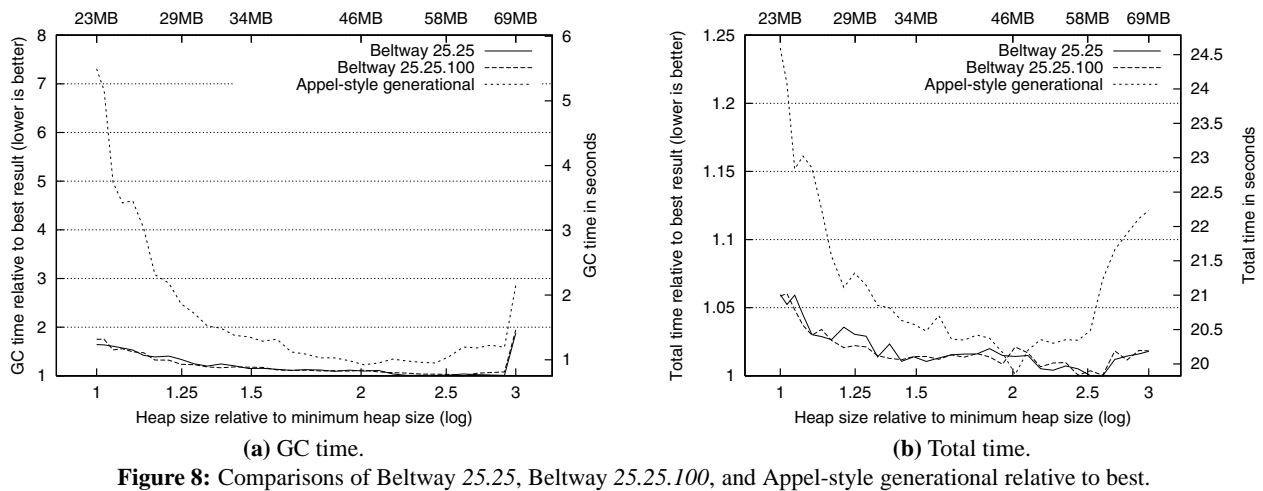 23MB 29MB 34MB 46MB 58MB 69MB
8
7
6
5
4
3
2
1
GC time relative to best result (lower is better)
Beltway 25.25
Beltway 25.25.100
Appel-style generational
6
5
4
3
2
1
GC time in seconds
1 1.25 1.5 2 2.5 3
Heap size relative to minimum heap size (log)
(a) GC time.
23MB 29MB 34MB 46MB 58MB 69MB
1.25
1.2
1.15
1.1
1.05
1
Total time relative to best result (lower is better)
Beltway 25.25
Beltway 25.25.100
Appel-style generational
24.5
24
23.5
23
22.5
22
21.5
21
20.5
20
Total time in seconds
1 1.25 1.5 2 2.5 3
Heap size relative to minimum heap size (log)
(b) Total time.
Figure 8: Comparisons of Beltway 25.25, Beltway 25.25.100, and Appel-style generational relative to best.